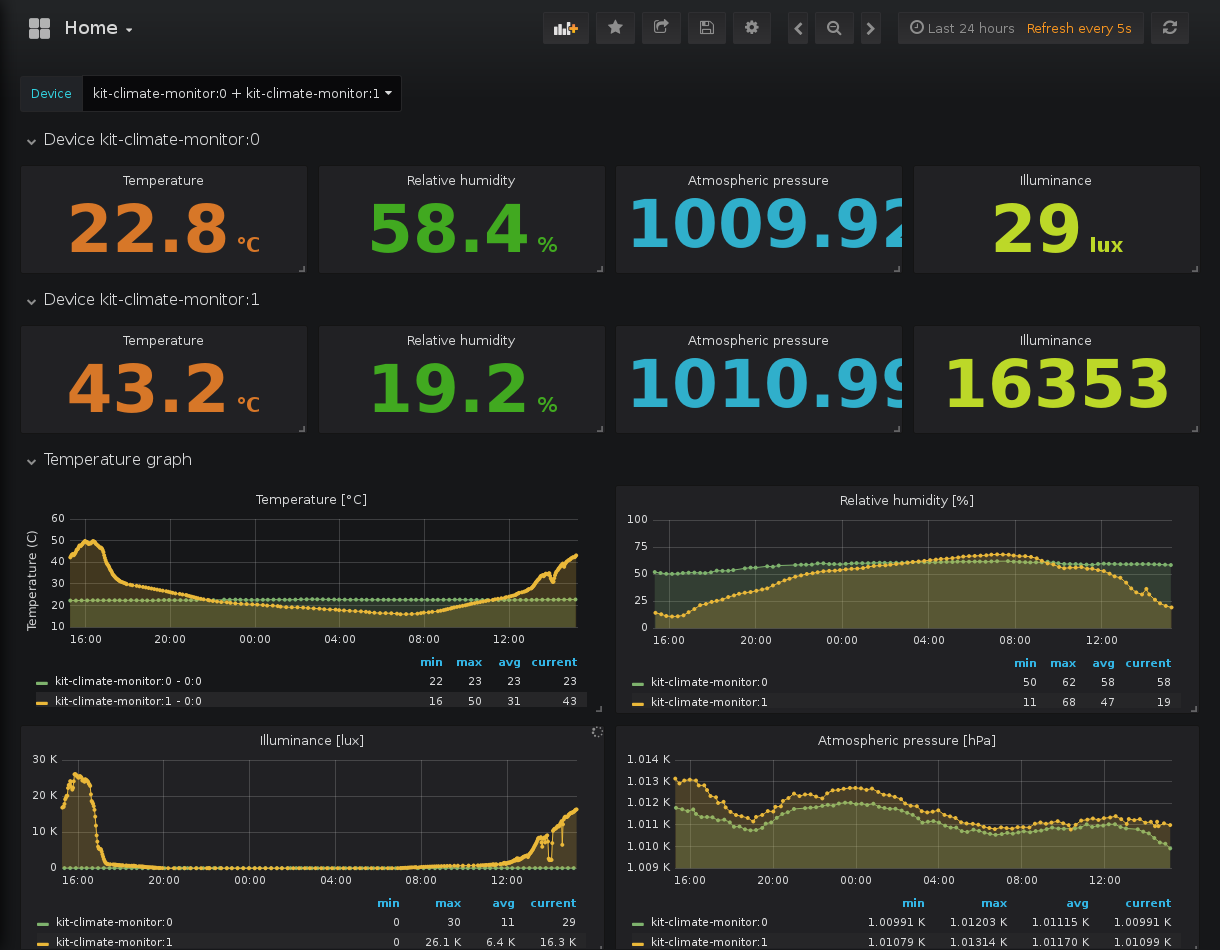 Home
Last 24 hours Refresh every 5s
Device kit-climate-monitor:0 + kit-climate-monitor:1
Device kit-climate-monitor:0
Temperature Relative humidity Atmospheric pressure Illuminance
22.8 °C 58.4 % 1009.92 29 lux
Device kit-climate-monitor:1
Temperature Relative humidity Atmospheric pressure Illuminance
43.2 °C 19.2 % 1010.99 16353
Temperature graph
Temperature [°C]
Temperature (C)
60
50
40
30
20
10
16:00 20:00 00:00 04:00 08:00 12:00
min max avg current
kit-climate-monitor:0 - 0:0 22 23 23 23
kit-climate-monitor:1 - 0:0 16 50 31 43
Relative humidity [%]
100
75
50
25
0
16:00 20:00 00:00 04:00 08:00 12:00
min max avg current
kit-climate-monitor:0 50 62 58 58
kit-climate-monitor:1 11 68 47 19
Illuminance [lux]
30 K
20 K
10 K
0
16:00 20:00 00:00 04:00 08:00 12:00
min max avg current
kit-climate-monitor:0 0 30 11 29
kit-climate-monitor:1 0 26.1 K 6.4 K 16.3 K
Atmospheric pressure [hPa]
1.014 K
1.013 K
1.012 K
1.011 K
1.010 K
1.009 K
16:00 20:00 00:00 04:00 08:00 12:00
min max avg current
kit-climate-monitor:0 1.00991 K 1.01203 K 1.01115 K 1.00991 K
kit-climate-monitor:1 1.01079 K 1.01314 K 1.01170 K 1.01099 K